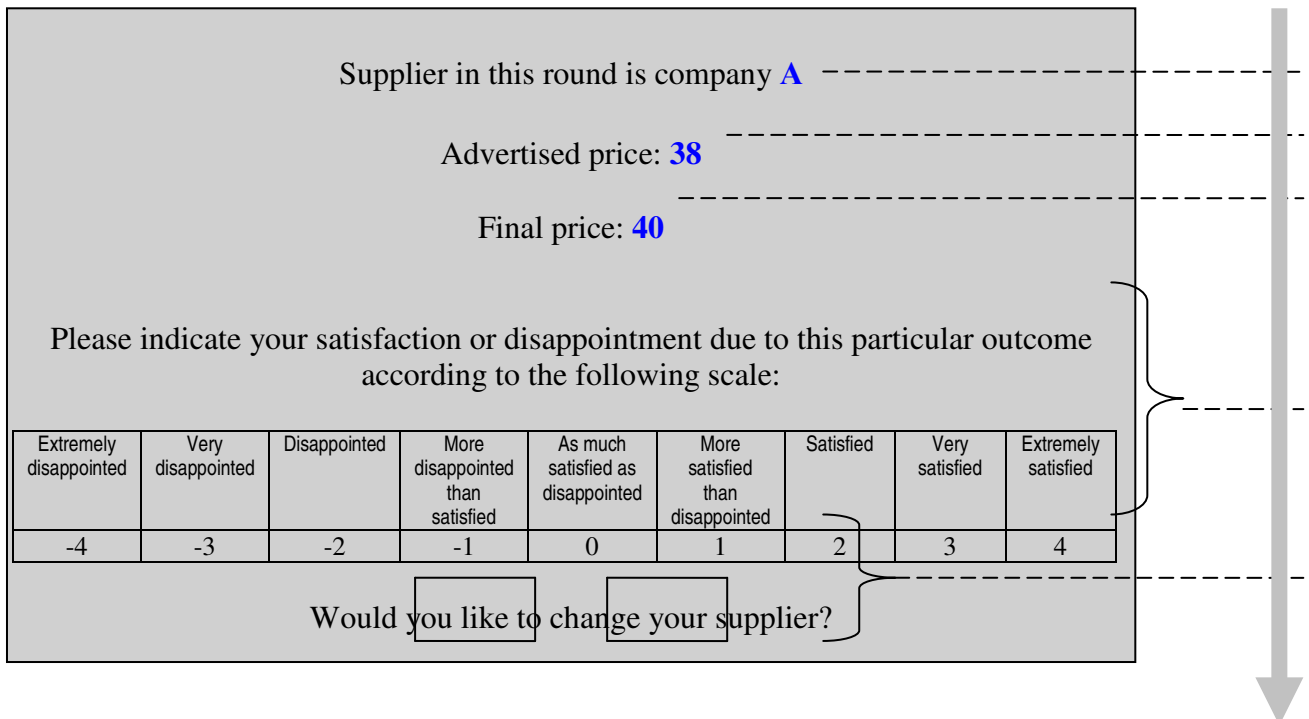 Supplier in this round is company A
Advertised price: 38
Final price: 40
Please indicate your satisfaction or disappointment due to this particular outcome
according to the following scale:
Extremely disappointed Very disappointed Disappointed More disappointed than satisfied As much satisfied as disappointed More satisfied than disappointed Satisfied Very satisfied Extremely satisfied
-4 -3 -2 -1 0 1 2 3 4
Would you like to change your supplier?